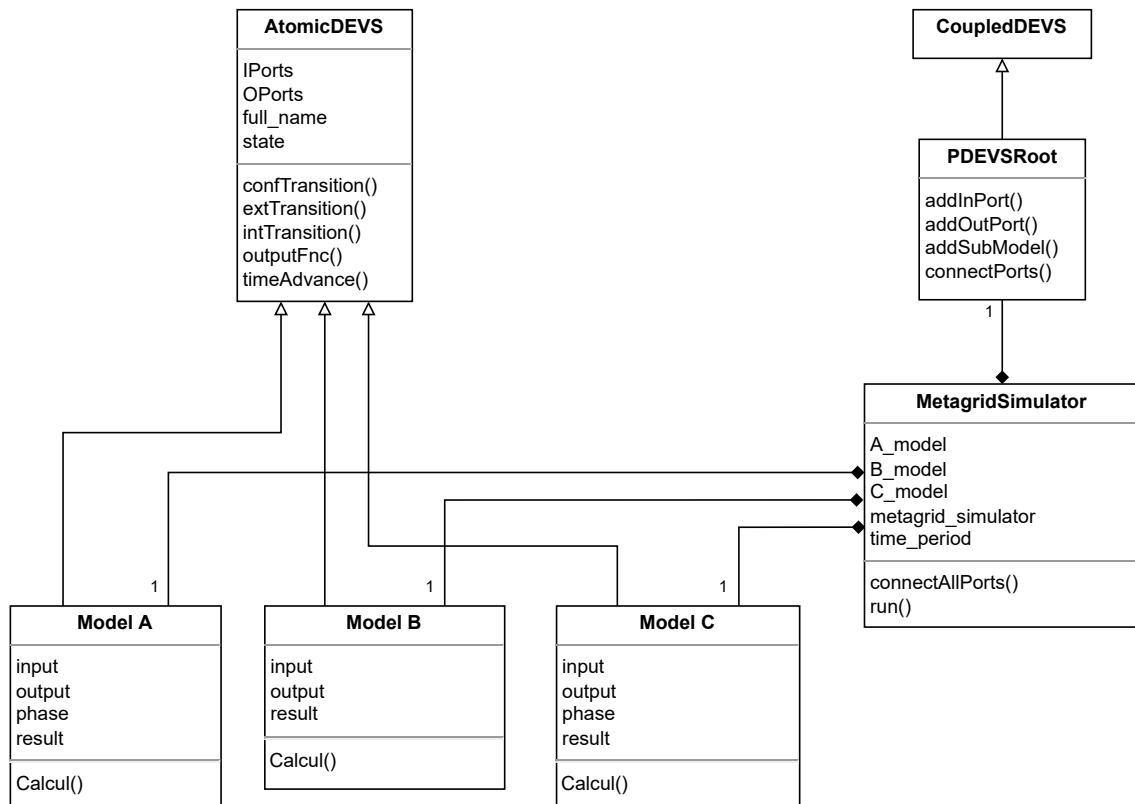 AtomicDEVS
IPorts
OPorts
full_name
state
confTransition()
extTransition()
intTransition()
outputFnc()
timeAdvance()
CoupledDEVS
PDEVSRoot
addInPort()
addOutPort()
addSubModel()
connectPorts()
1
MetagridSimulator
A_model
B_model
C_model
metagrid_simulator
time_period
connectAllPorts()
run()
1
1
1
Model A
input
output
phase
result
Calcul()
Model B
input
output
result
Calcul()
Model C
input
output
phase
result
Calcul()